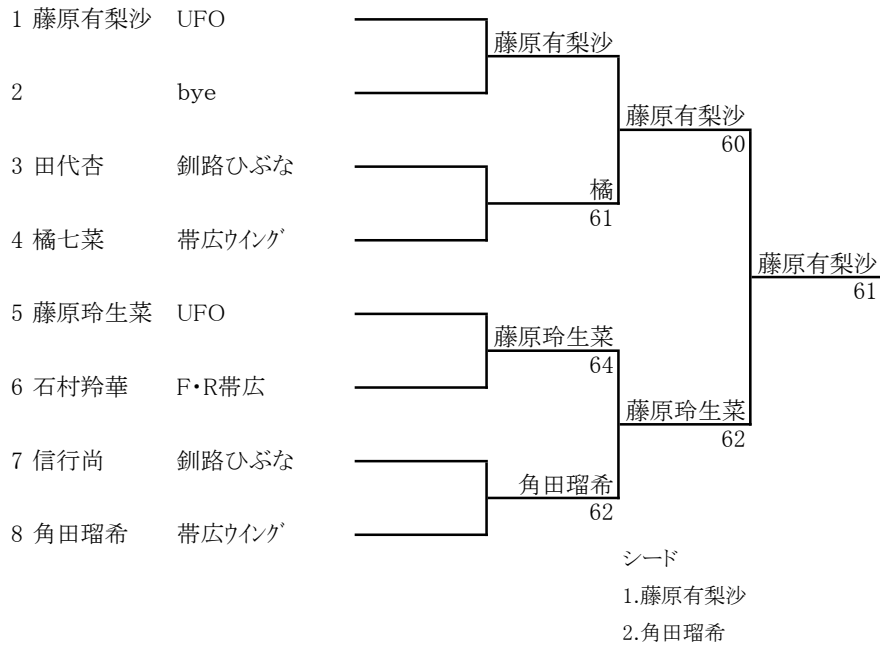 1 藤原有梨沙 UFO
藤原有梨沙
2 bye
藤原有梨沙
60
3 田代杏 釧路ひぶな
橘
61
4 橘七菜 帯広ウイング
藤原有梨沙
61
5 藤原玲生菜 UFO
藤原玲生菜
64
6 石村羚華 F・R帯広
藤原玲生菜
62
7 信行尚 釧路ひぶな
角田瑠希
62
8 角田瑠希 帯広ウイング
シード
1.藤原有梨沙
2.角田瑠希